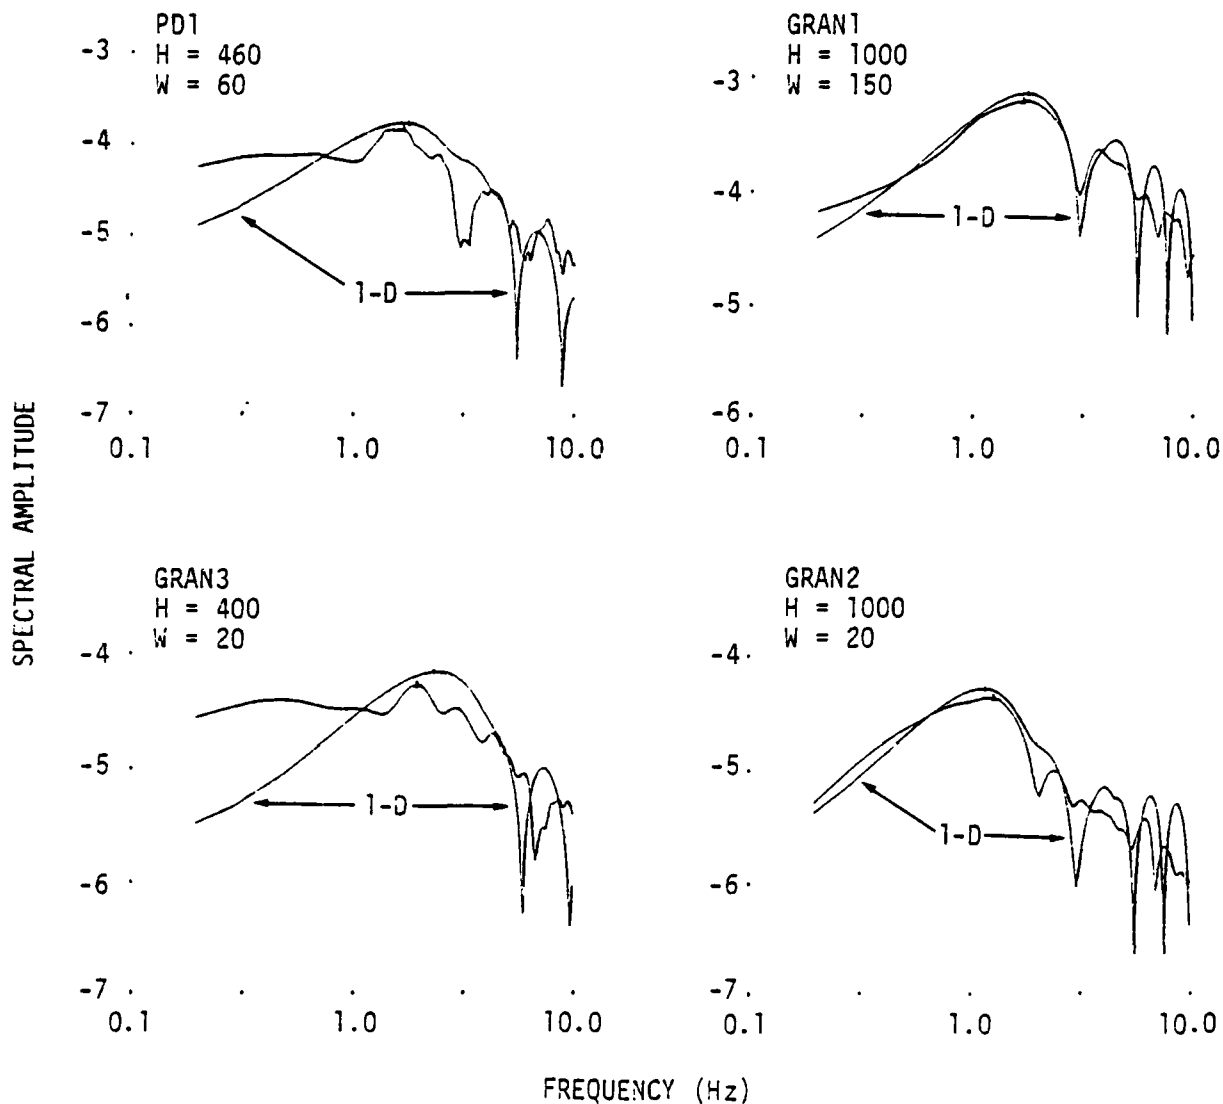 PD1
H = 460
W = 60
-3
-4
-5
-6
-7
0.1 1.0 10.0
1-D
GRAN1
H = 1000
W = 150
-3
-4
-5
-6
0.1 1.0 10.0
1-D
SPECTRAL AMPLITUDE
GRAN3
H = 400
W = 20
-4
-5
-6
-7
0.1 1.0 10.0
1-D
GRAN2
H = 1000
W = 20
-4
-5
-6
-7
0.1 1.0 10.0
1-D
FREQUENCY (Hz)